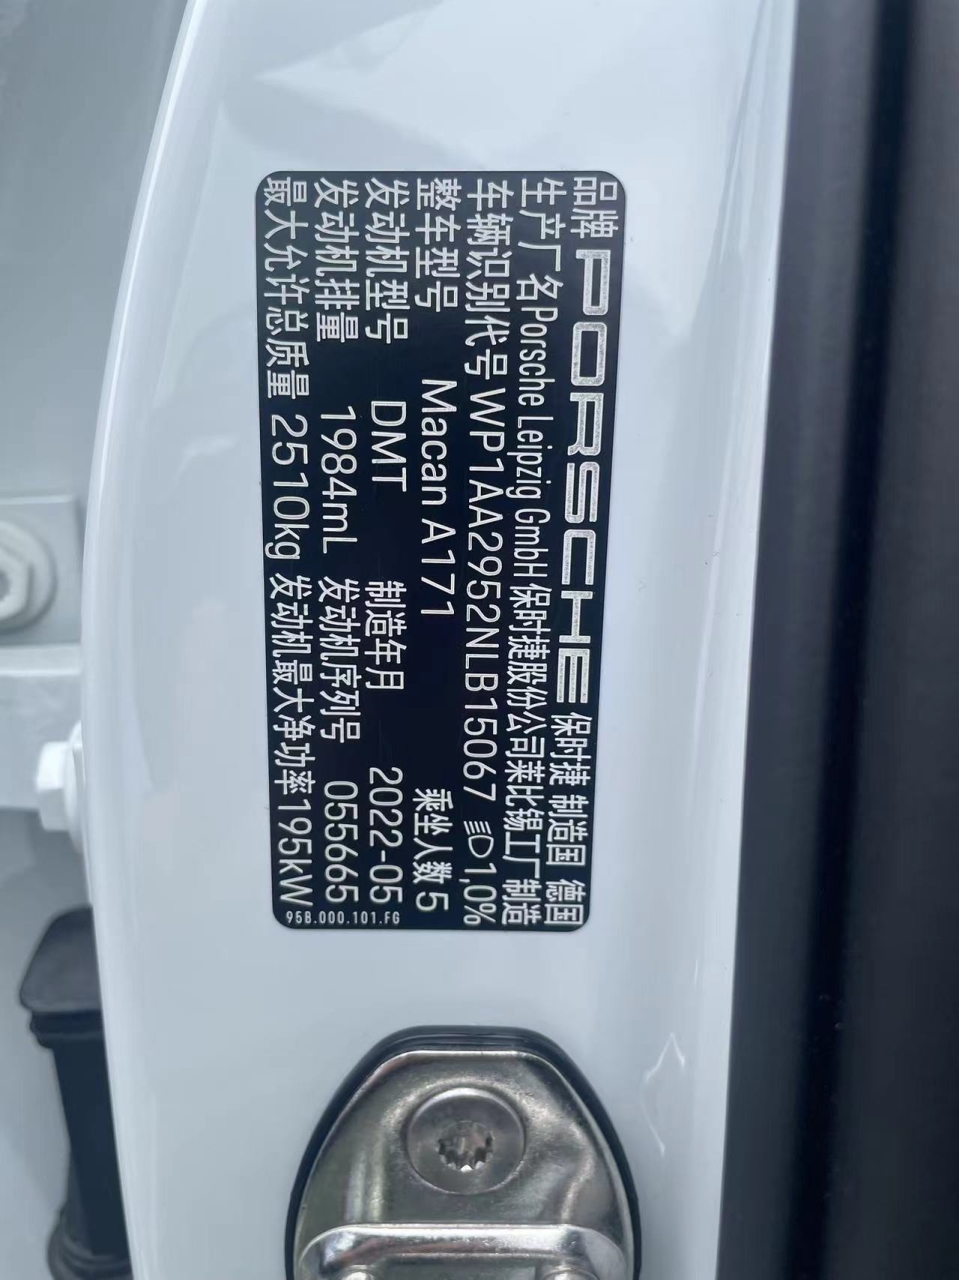 品牌 PORSCHE 保时捷 制造国 德国
生产厂名Porsche Leipzig GmbH 保时捷股份公司莱比锡工厂制造
车辆识别代号 WP1AA2952NLB15067 1,0%
整车型号 Macan A171 乘坐人数 5
发动机型号 DMT 制造年月 2022-05
发动机排量 1984mL 发动机序列号 055665
最大允许总质量 2510kg 发动机最大净功率195kW
95B.000.101.FG